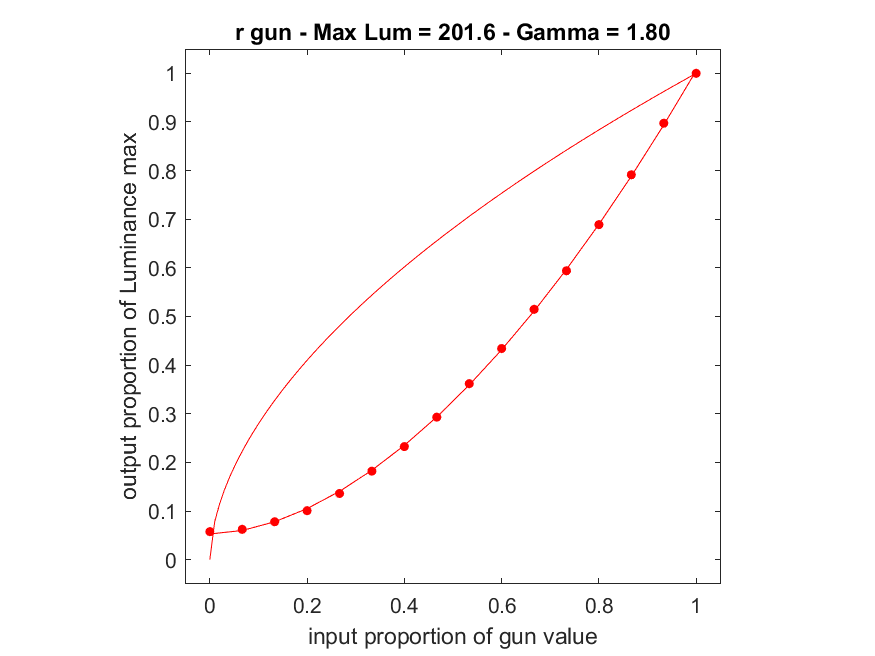 r gun - Max Lum = 201.6 - Gamma = 1.80
output proportion of Luminance max
1
0.9
0.8
0.7
0.6
0.5
0.4
0.3
0.2
0.1
0
0 0.2 0.4 0.6 0.8 1
input proportion of gun value